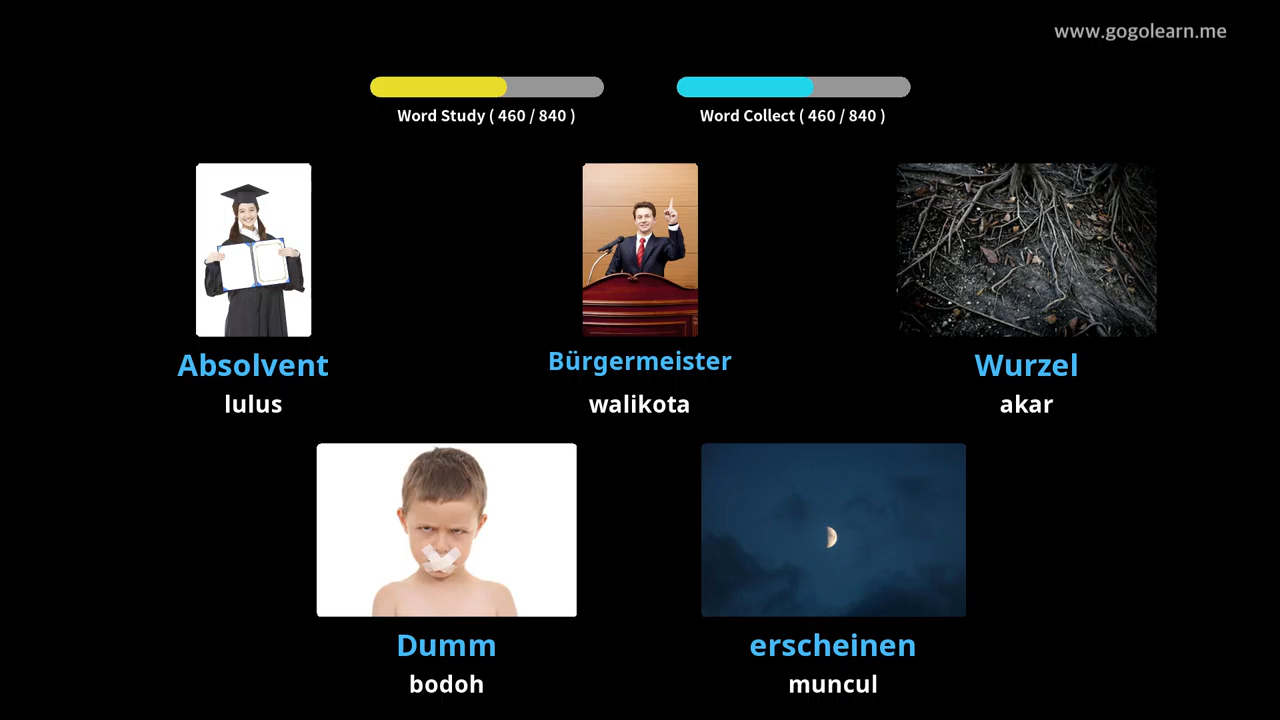 www.gogolearn.me
Word Study ( 460 / 840 )
Word Collect ( 460 / 840 )
Absolvent
lulus
Bürgermeister
walikota
Wurzel
akar
Dumm
bodoh
erscheinen
muncul